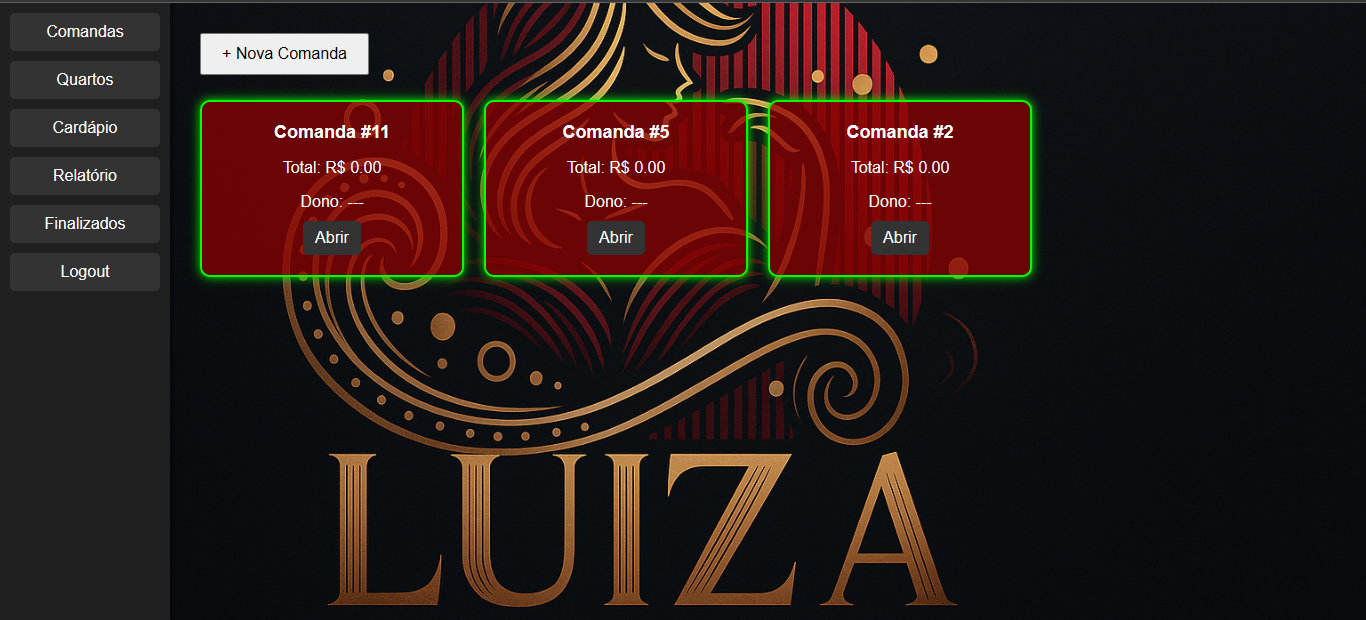 Comandas
Quartos
Cardápio
Relatório
Finalizados
Logout
+ Nova Comanda
Comanda #11
Total: R$ 0.00
Dono: ---
Abrir
Comanda #5
Total: R$ 0.00
Dono: ---
Abrir
Comanda #2
Total: R$ 0.00
Dono: ---
Abrir
LUIZA